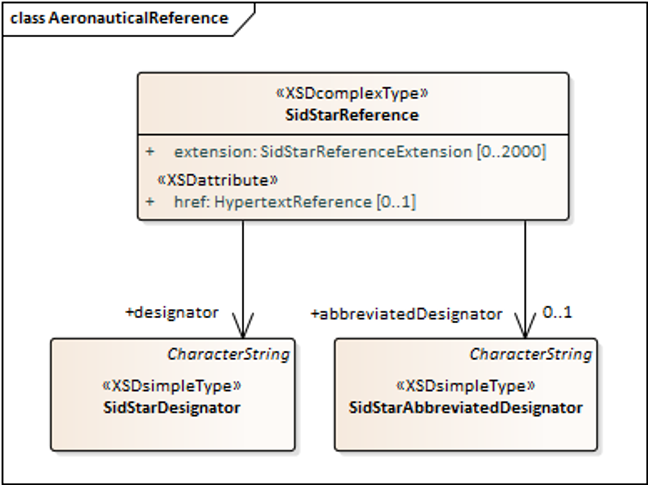 class AeronauticalReference
«XSDcomplexType»
SidStarReference
+ extension: SidStarReferenceExtension [0..2000]
«XSDattribute»
+ href: HypertextReference [0..1]
+designator
+abbreviatedDesignator 0..1
CharacterString
«XSDsimpleType»
SidStarDesignator
CharacterString
«XSDsimpleType»
SidStarAbbreviatedDesignator